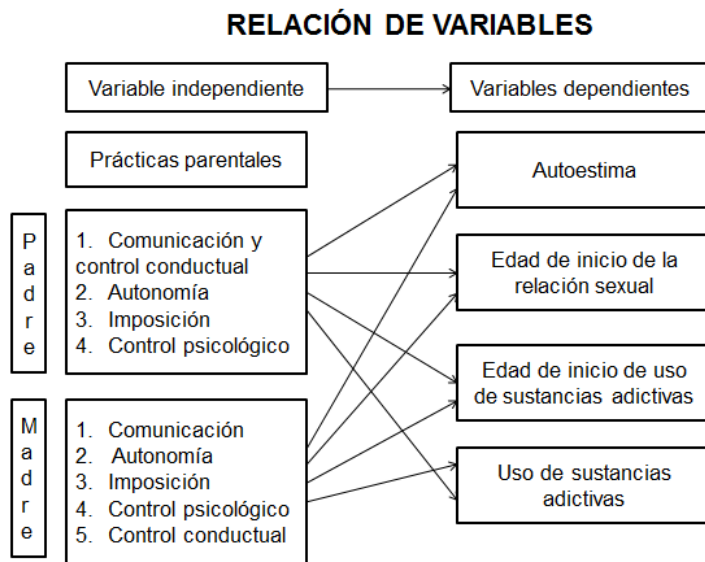 RELACIÓN DE VARIABLES
Variable independiente
Variables dependientes
Prácticas parentales
Padre
1. Comunicación y
control conductual
2. Autonomía
3. Imposición
4. Control psicológico
Madre
1. Comunicación
2. Autonomía
3. Imposición
4. Control psicológico
5. Control conductual
Autoestima
Edad de inicio de la
relación sexual
Edad de inicio de uso
de sustancias adictivas
Uso de sustancias
adictivas